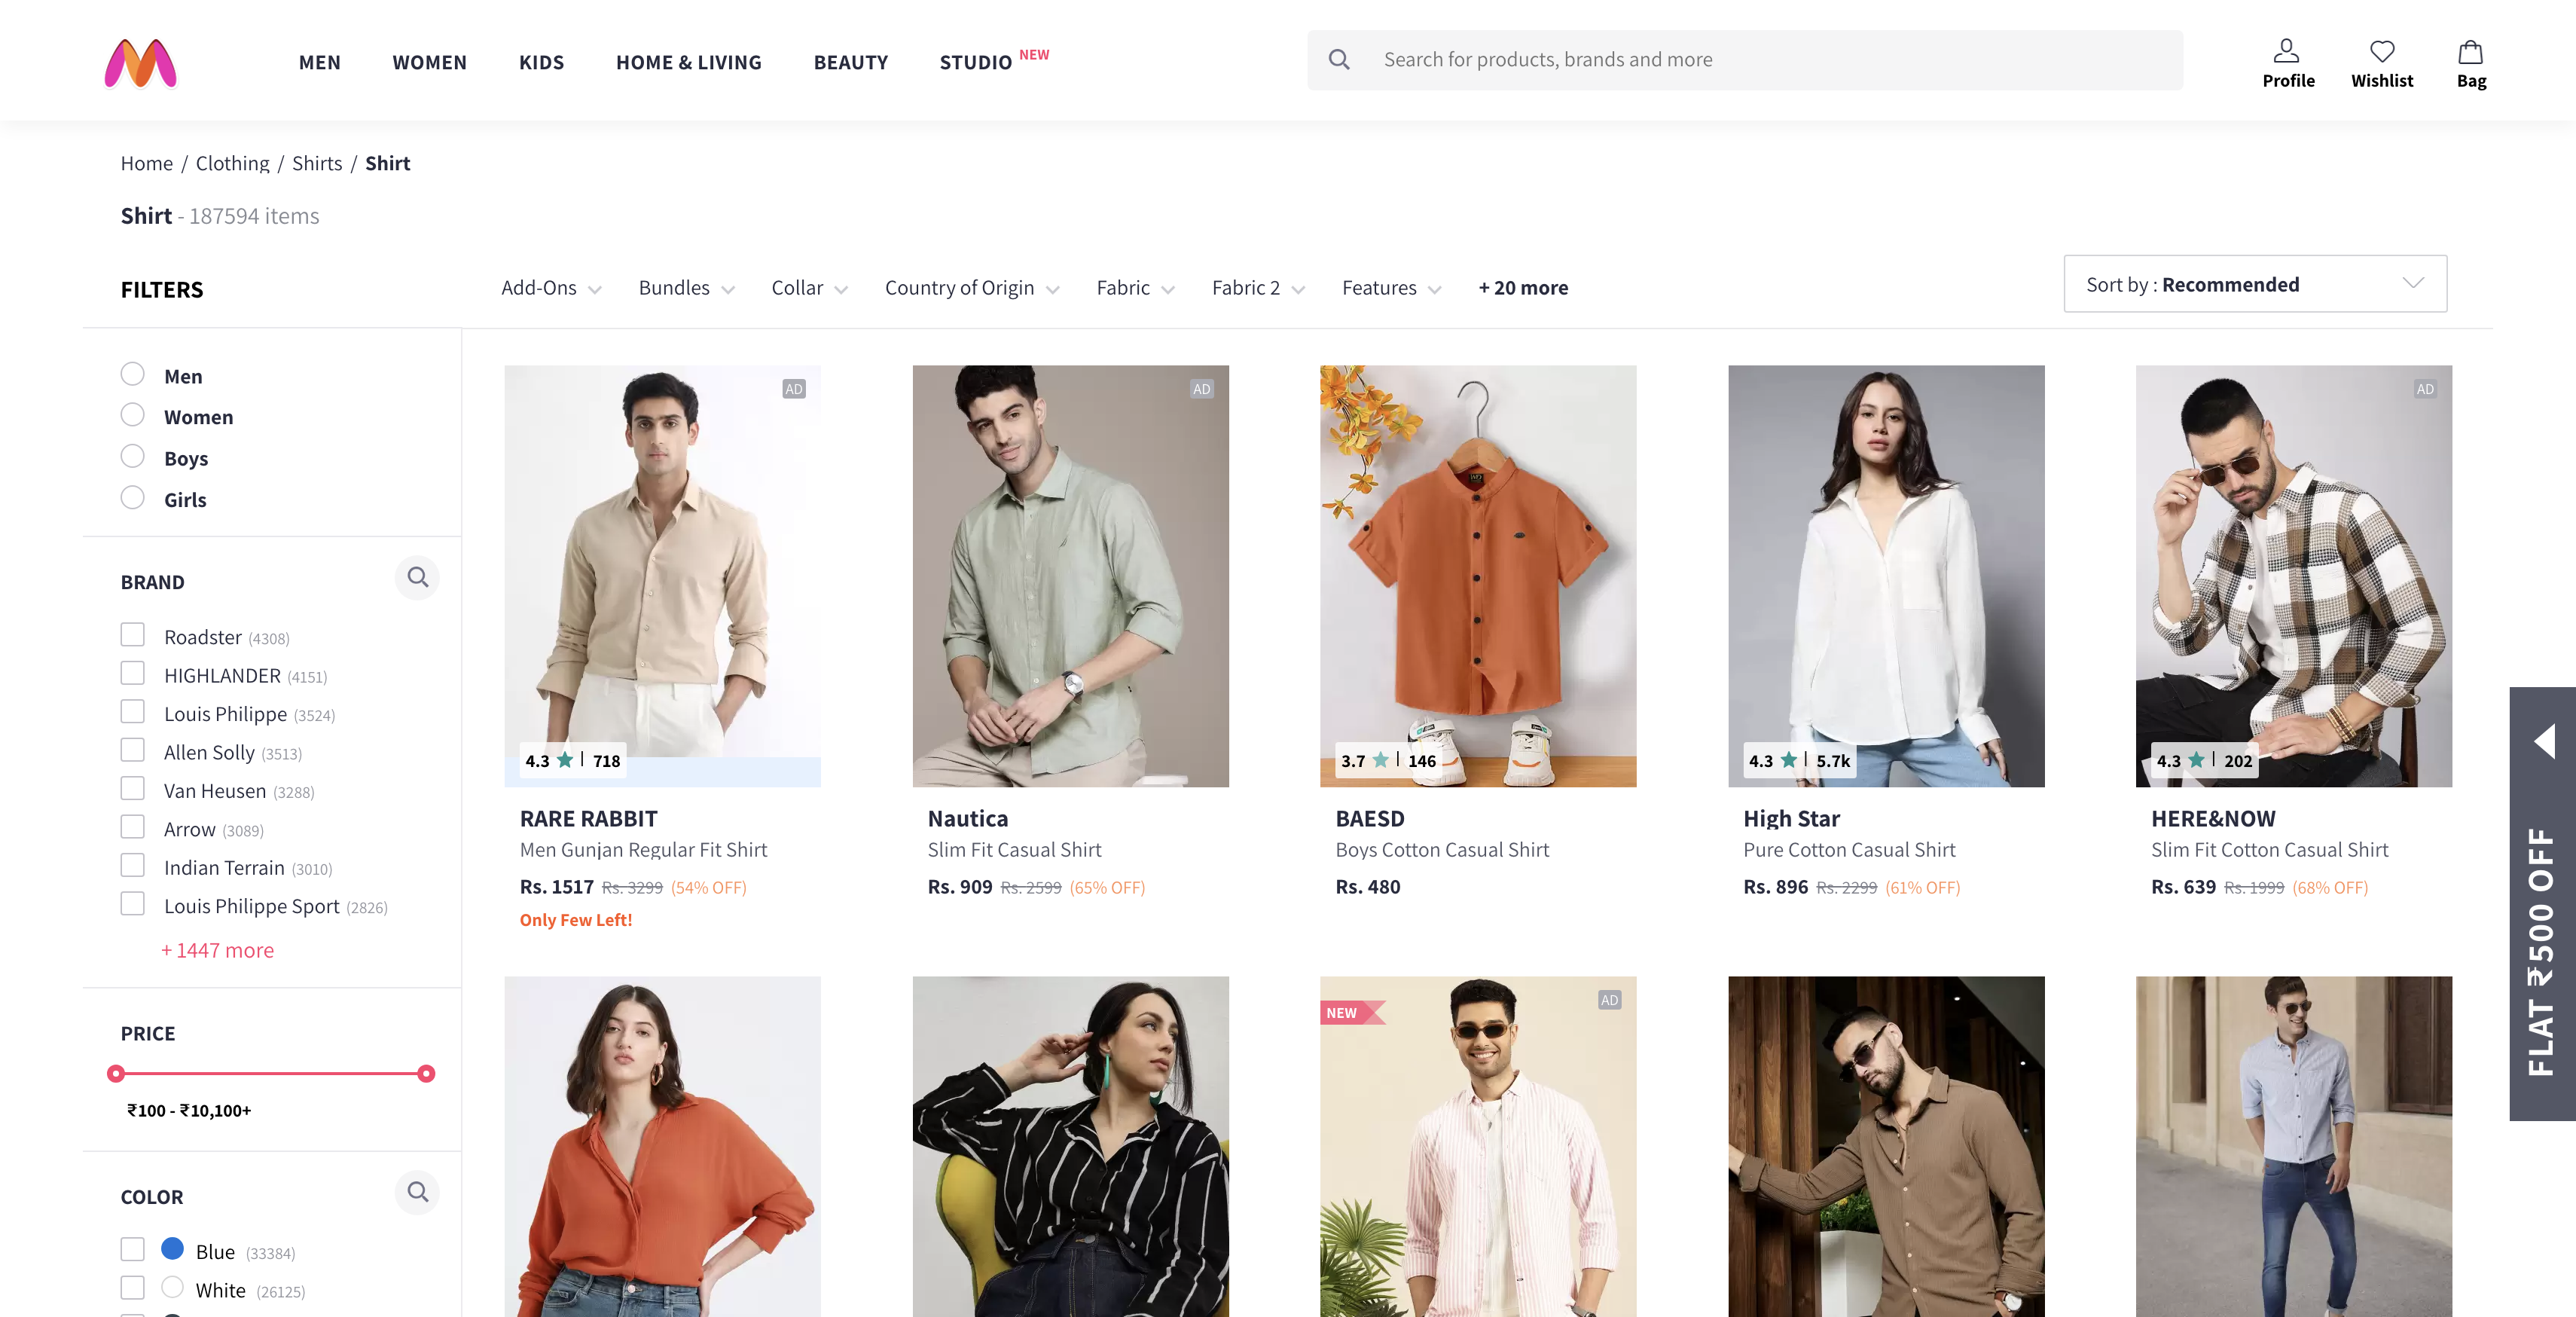 MEN WOMEN KIDS HOME & LIVING BEAUTY STUDIO NEW
Search for products, brands and more
Profile Wishlist Bag
Home / Clothing / Shirts / Shirt
Shirt - 187594 items
FILTERS
Add-Ons Bundles Collar Country of Origin Fabric Fabric 2 Features + 20 more
Sort by : Recommended
Men
Women
Boys
Girls
BRAND
Roadster (4308)
HIGHLANDER (4151)
Louis Philippe (3524)
Allen Solly (3513)
Van Heusen (3288)
Arrow (3089)
Indian Terrain (3010)
Louis Philippe Sport (2826)
+ 1447 more
PRICE
₹100 - ₹10,100+
COLOR
Blue (33384)
White (26125)
AD
4.3 ★ | 718
RARE RABBIT
Men Gunjan Regular Fit Shirt
Rs. 1517 Rs. 3299 (54% OFF)
Only Few Left!
AD
Nautica
Slim Fit Casual Shirt
Rs. 909 Rs. 2599 (65% OFF)
3.7 ★ | 146
BAESD
Boys Cotton Casual Shirt
Rs. 480
4.3 ★ | 5.7k
High Star
Pure Cotton Casual Shirt
Rs. 896 Rs. 2299 (61% OFF)
AD
4.3 ★ | 202
HERE&NOW
Slim Fit Cotton Casual Shirt
Rs. 639 Rs. 1999 (68% OFF)
NEW
AD
FLAT ₹500 OFF